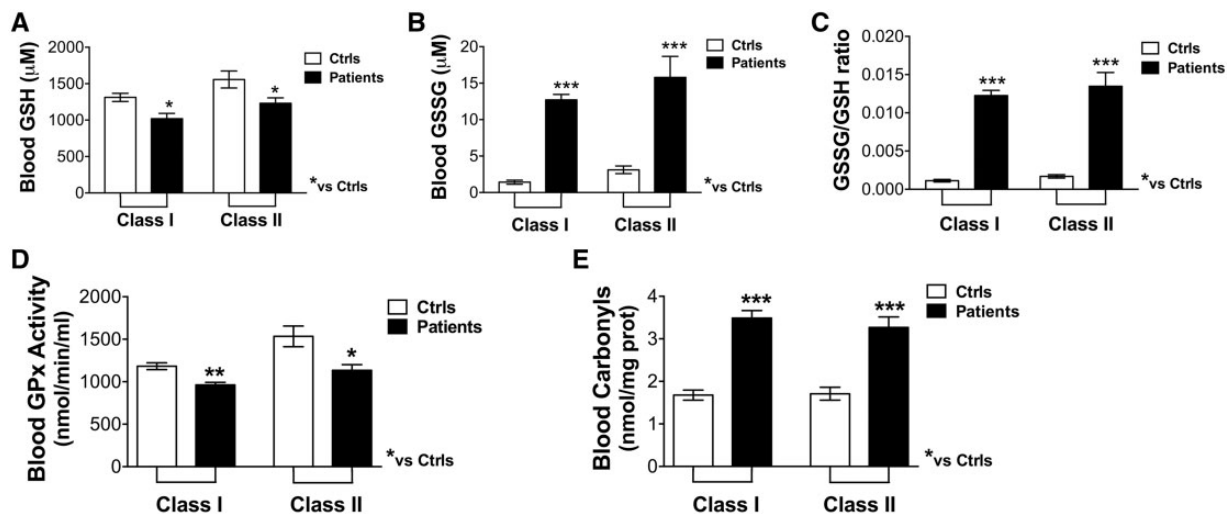 A
Blood GSH (μM)
2000
1500
1000
500
0
*
*
Ctrls
Patients
*vs Ctrls
Class I
Class II
B
Blood GSSG (μM)
20
15
10
5
0
***
***
Ctrls
Patients
*vs Ctrls
Class I
Class II
C
GSSG/GSH ratio
0.020
0.015
0.010
0.005
0.000
***
***
Ctrls
Patients
*vs Ctrls
Class I
Class II
D
Blood GPx Activity
(nmol/min/ml)
2000
1500
1000
500
0
**
*
Ctrls
Patients
*vs Ctrls
Class I
Class II
E
Blood Carbonyls
(nmol/mg prot)
4
3
2
1
0
***
***
Ctrls
Patients
*vs Ctrls
Class I
Class II